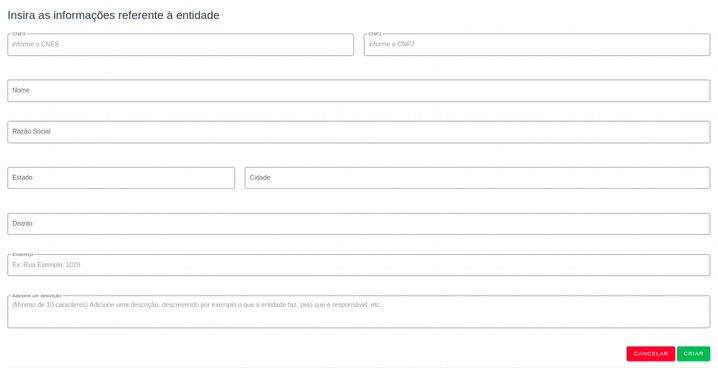 Insira as informações referente à entidade
CNES
informe o CNES
CNPJ
informe o CNPJ
Nome
Razão Social
Estado
Cidade
Distrito
Endereço
Ex: Rua Exemplo, 1029
Adicione um descrição
(Mínimo de 10 caracteres) Adicione uma descrição, descrevendo por exemplo o que a entidade faz, pelo que é responsável, etc.
CANCELAR
CRIAR